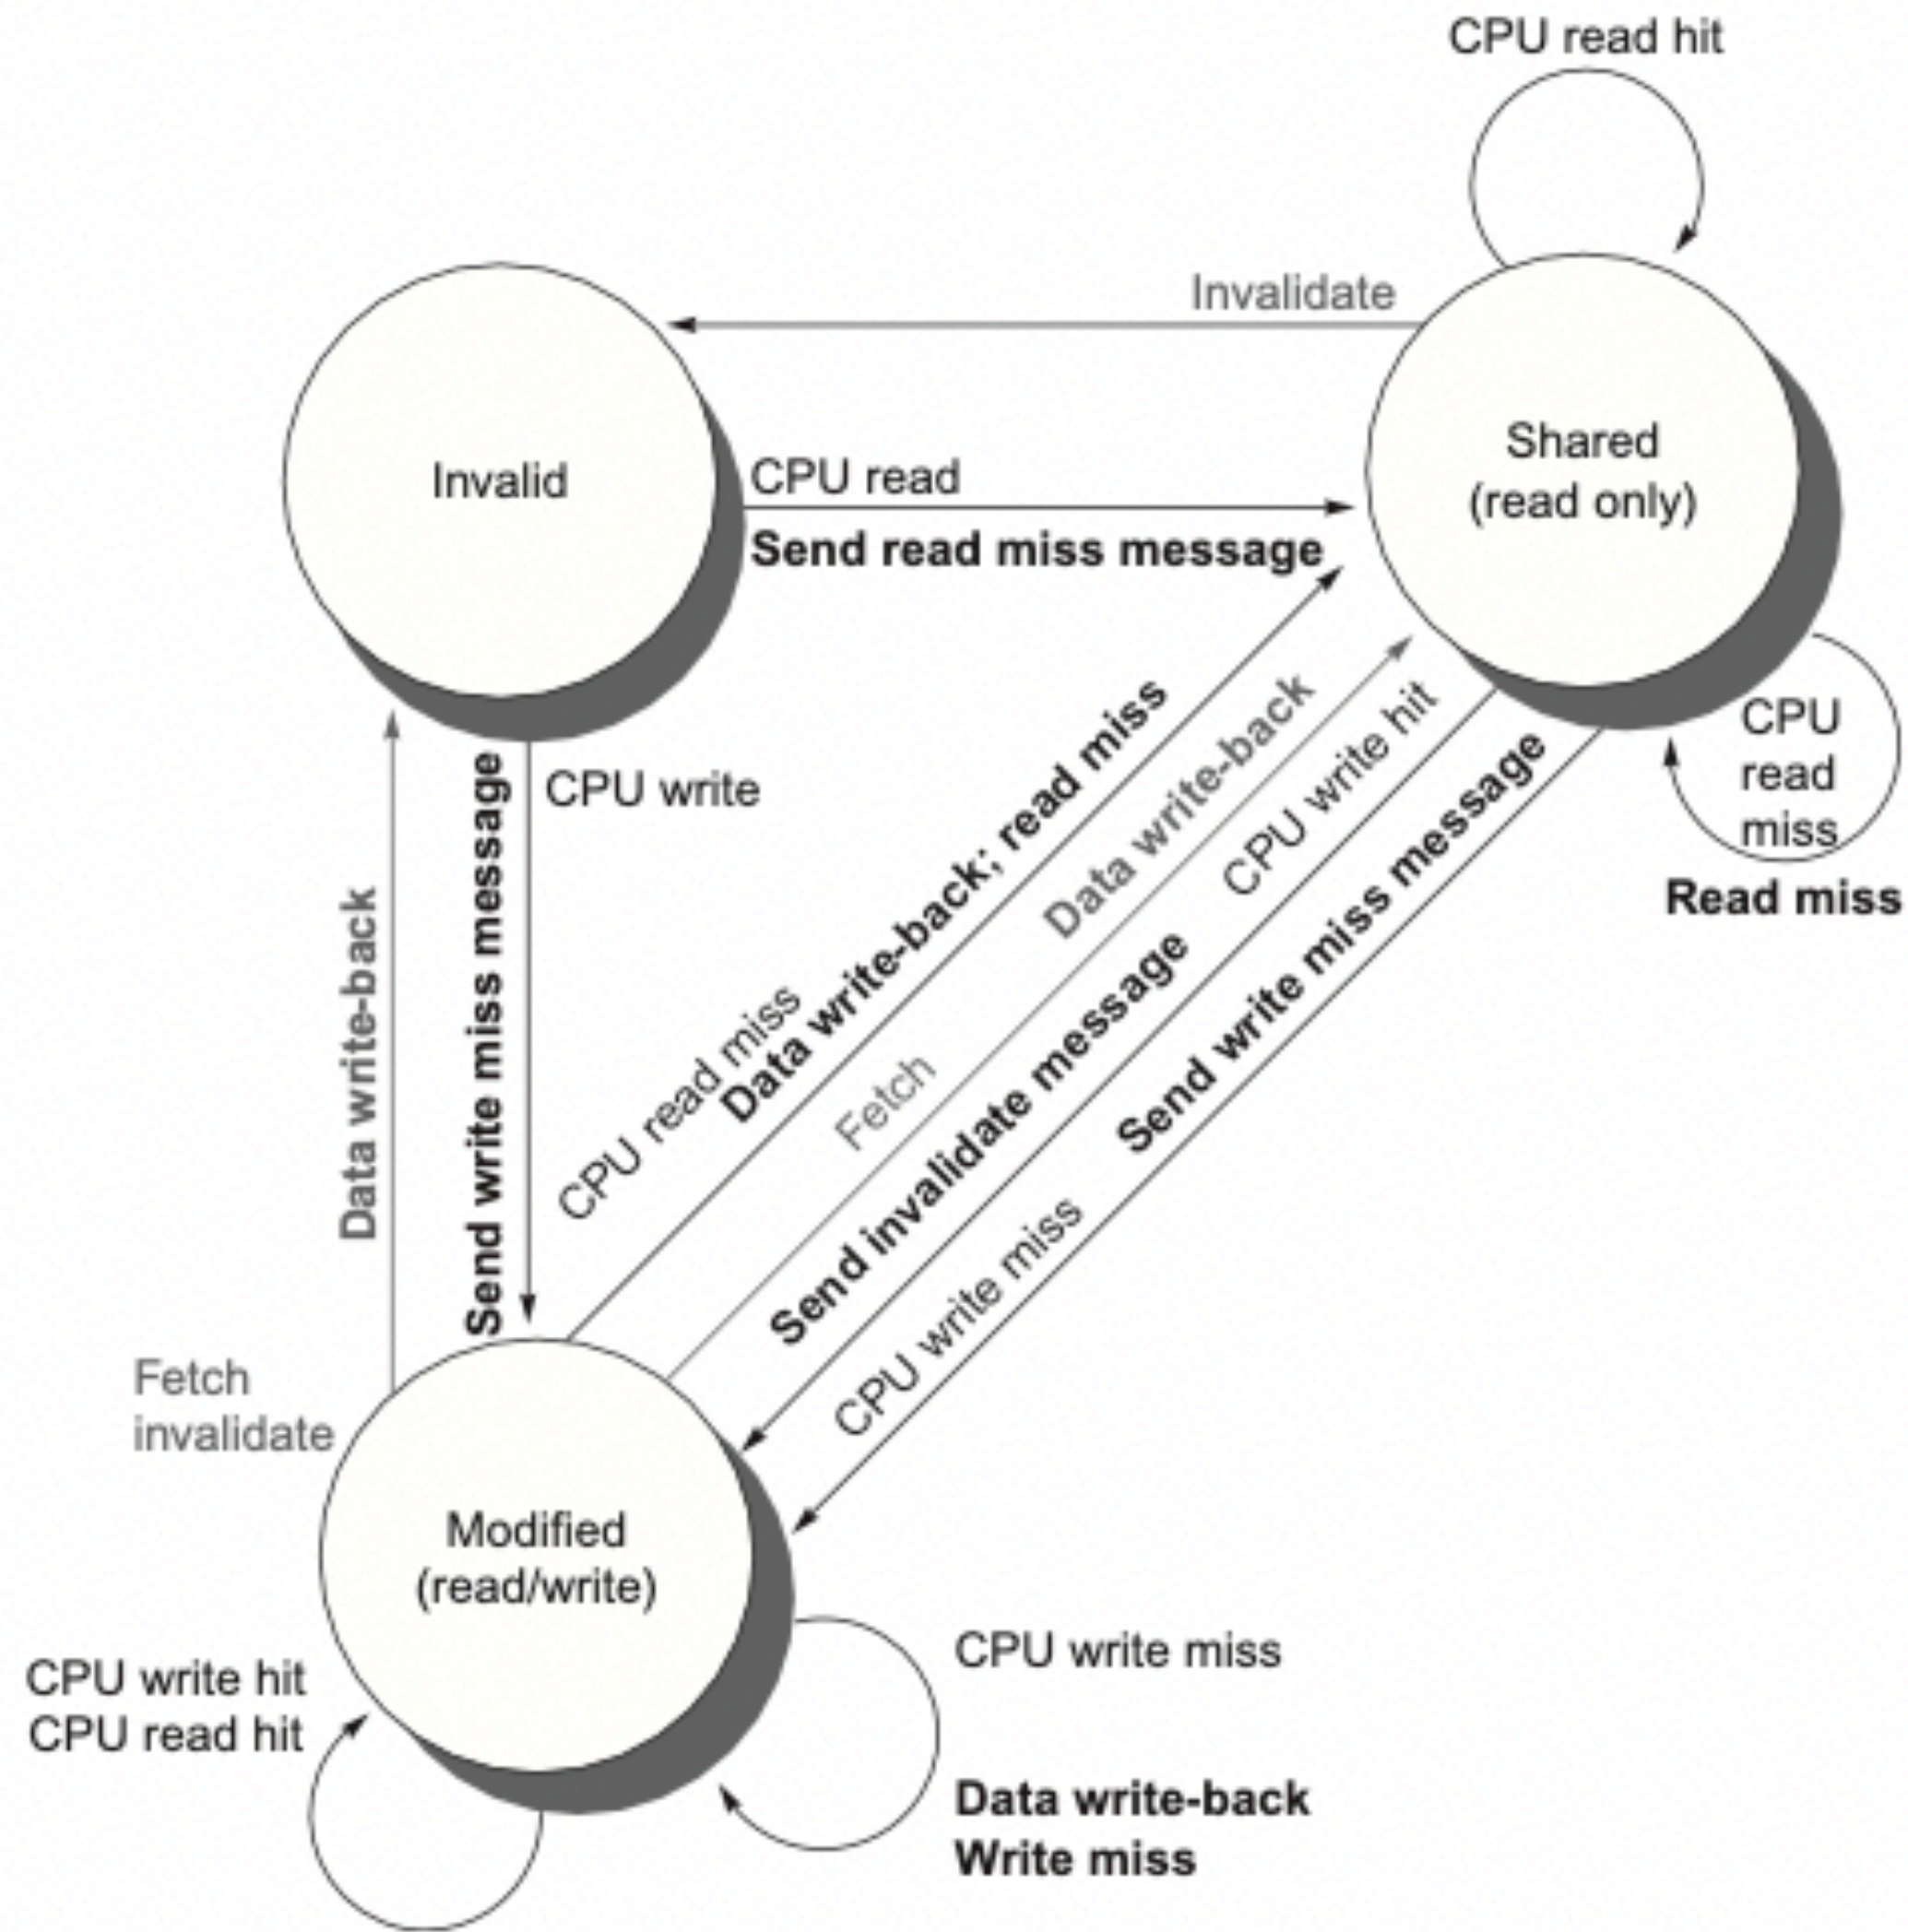 CPU read hit
Invalidate
Invalid
Shared
(read only)
CPU read
Send read miss message
CPU write
Send write miss message
Data write-back
CPU read miss
Data write-back; read miss
Fetch
Data write-back
CPU write hit
Send invalidate message
Send write miss message
CPU write miss
CPU
read
miss
Read miss
Fetch
invalidate
Modified
(read/write)
CPU write hit
CPU read hit
CPU write miss
Data write-back
Write miss